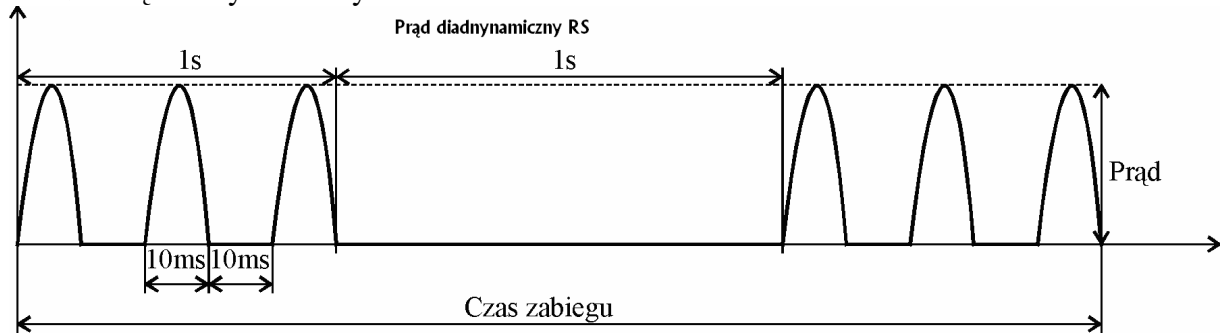 Prąd diadnynamiczny RS
1s
1s
Prąd
10ms
10ms
Czas zabiegu